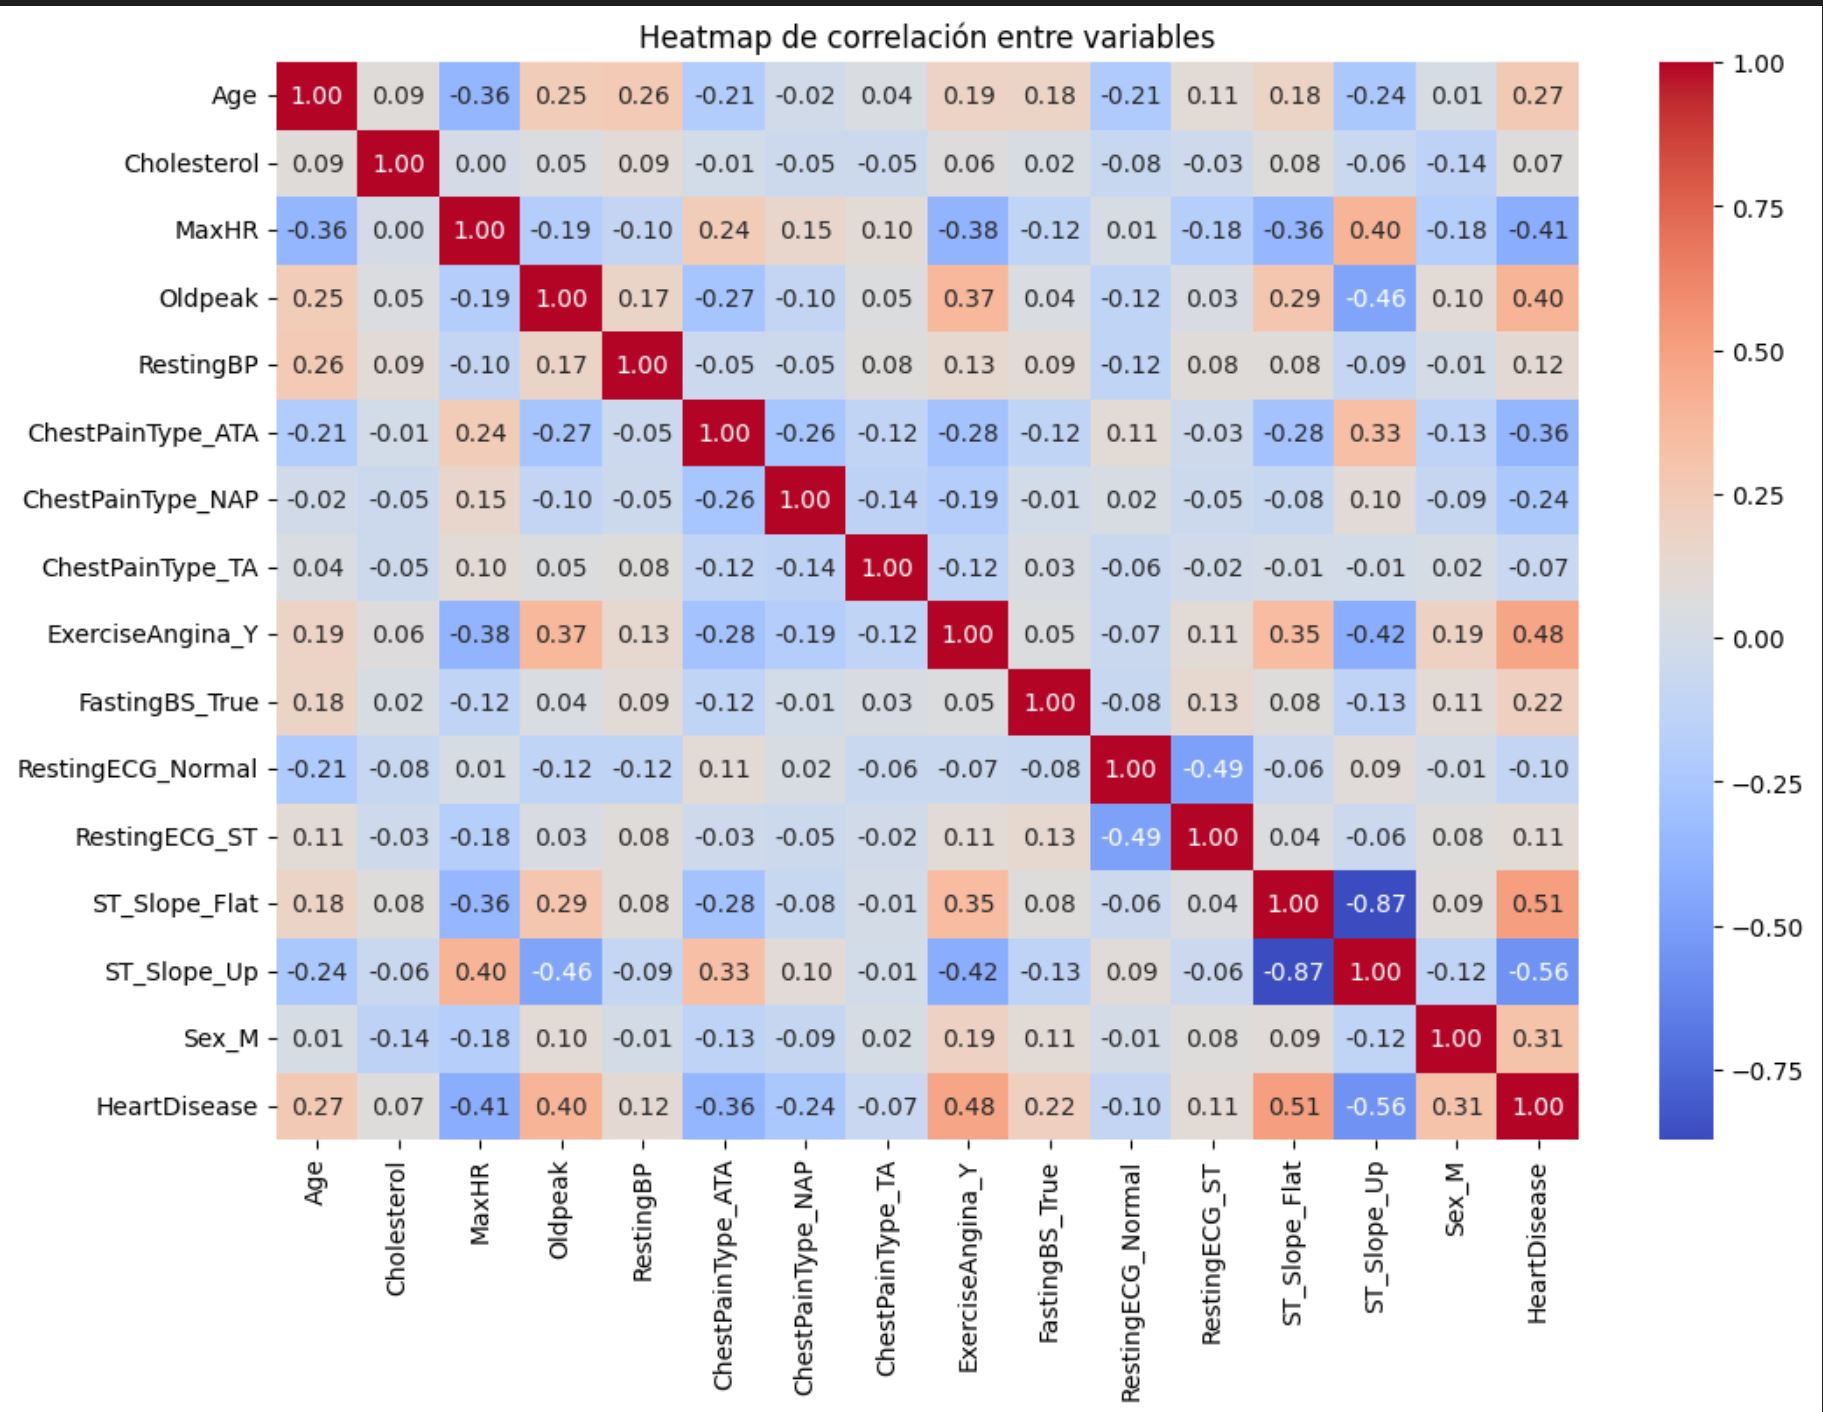 Heatmap de correlación entre variables
Age 1.00 0.09 -0.36 0.25 0.26 -0.21 -0.02 0.04 0.19 0.18 -0.21 0.11 0.18 -0.24 0.01 0.27
Cholesterol 0.09 1.00 0.00 0.05 0.09 -0.01 -0.05 -0.05 0.06 0.02 -0.08 -0.03 0.08 -0.06 -0.14 0.07
MaxHR -0.36 0.00 1.00 -0.19 -0.10 0.24 0.15 0.10 -0.38 -0.12 0.01 -0.18 -0.36 0.40 -0.18 -0.41
Oldpeak 0.25 0.05 -0.19 1.00 0.17 -0.27 -0.10 0.05 0.37 0.04 -0.12 0.03 0.29 -0.46 0.10 0.40
RestingBP 0.26 0.09 -0.10 0.17 1.00 -0.05 -0.05 0.08 0.13 0.09 -0.12 0.08 0.08 -0.09 -0.01 0.12
ChestPainType_ATA -0.21 -0.01 0.24 -0.27 -0.05 1.00 -0.26 -0.12 -0.28 -0.12 0.11 -0.03 -0.28 0.33 -0.13 -0.36
ChestPainType_NAP -0.02 -0.05 0.15 -0.10 -0.05 -0.26 1.00 -0.14 -0.19 -0.01 0.02 -0.05 -0.08 0.10 -0.09 -0.24
ChestPainType_TA 0.04 -0.05 0.10 0.05 0.08 -0.12 -0.14 1.00 -0.12 0.03 -0.06 -0.02 -0.01 -0.01 0.02 -0.07
ExerciseAngina_Y 0.19 0.06 -0.38 0.37 0.13 -0.28 -0.19 -0.12 1.00 0.05 -0.07 0.11 0.35 -0.42 0.19 0.48
FastingBS_True 0.18 0.02 -0.12 0.04 0.09 -0.12 -0.01 0.03 0.05 1.00 -0.08 0.13 0.08 -0.13 0.11 0.22
RestingECG_Normal -0.21 -0.08 0.01 -0.12 -0.12 0.11 0.02 -0.06 -0.07 -0.08 1.00 -0.49 -0.06 0.09 -0.01 -0.10
RestingECG_ST 0.11 -0.03 -0.18 0.03 0.08 -0.03 -0.05 -0.02 0.11 0.13 -0.49 1.00 0.04 -0.06 0.08 0.11
ST_Slope_Flat 0.18 0.08 -0.36 0.29 0.08 -0.28 -0.08 -0.01 0.35 0.08 -0.06 0.04 1.00 -0.87 0.09 0.51
ST_Slope_Up -0.24 -0.06 0.40 -0.46 -0.09 0.33 0.10 -0.01 -0.42 -0.13 0.09 -0.06 -0.87 1.00 -0.12 -0.56
Sex_M 0.01 -0.14 -0.18 0.10 -0.01 -0.13 -0.09 0.02 0.19 0.11 -0.01 0.08 0.09 -0.12 1.00 0.31
HeartDisease 0.27 0.07 -0.41 0.40 0.12 -0.36 -0.24 -0.07 0.48 0.22 -0.10 0.11 0.51 -0.56 0.31 1.00
Age
Cholesterol
MaxHR
Oldpeak
RestingBP
ChestPainType_ATA
ChestPainType_NAP
ChestPainType_TA
ExerciseAngina_Y
FastingBS_True
RestingECG_Normal
RestingECG_ST
ST_Slope_Flat
ST_Slope_Up
Sex_M
HeartDisease
1.00
0.75
0.50
0.25
0.00
−0.25
−0.50
−0.75